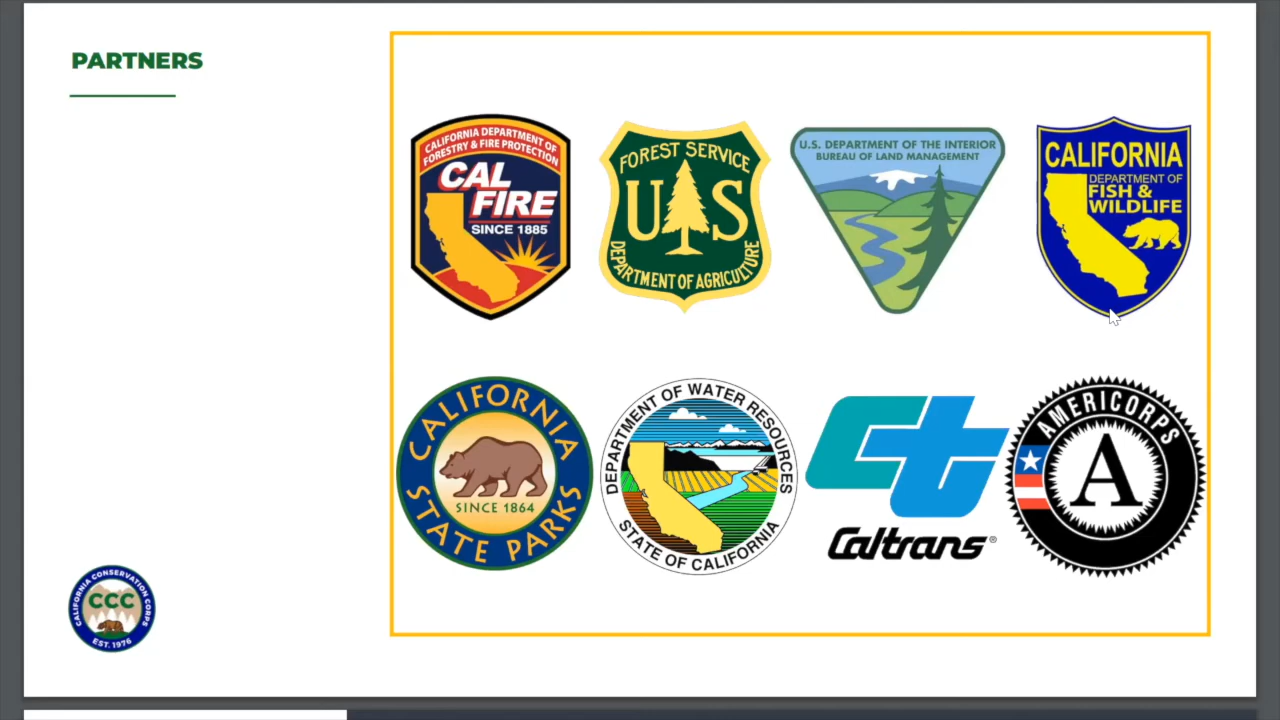 PARTNERS
CALIFORNIA DEPARTMENT OF
FORESTRY & FIRE PROTECTION
CAL
FIRE
SINCE 1885
FOREST SERVICE
U S
DEPARTMENT OF AGRICULTURE
U.S. DEPARTMENT OF THE INTERIOR
BUREAU OF LAND MANAGEMENT
CALIFORNIA
DEPARTMENT OF
FISH &
WILDLIFE
CALIFORNIA
SINCE 1864
STATE PARKS
DEPARTMENT OF WATER RESOURCES
STATE OF CALIFORNIA
ct
Caltrans®
AMERICORPS
A
CALIFORNIA CONSERVATION CORPS
CCC
EST. 1976